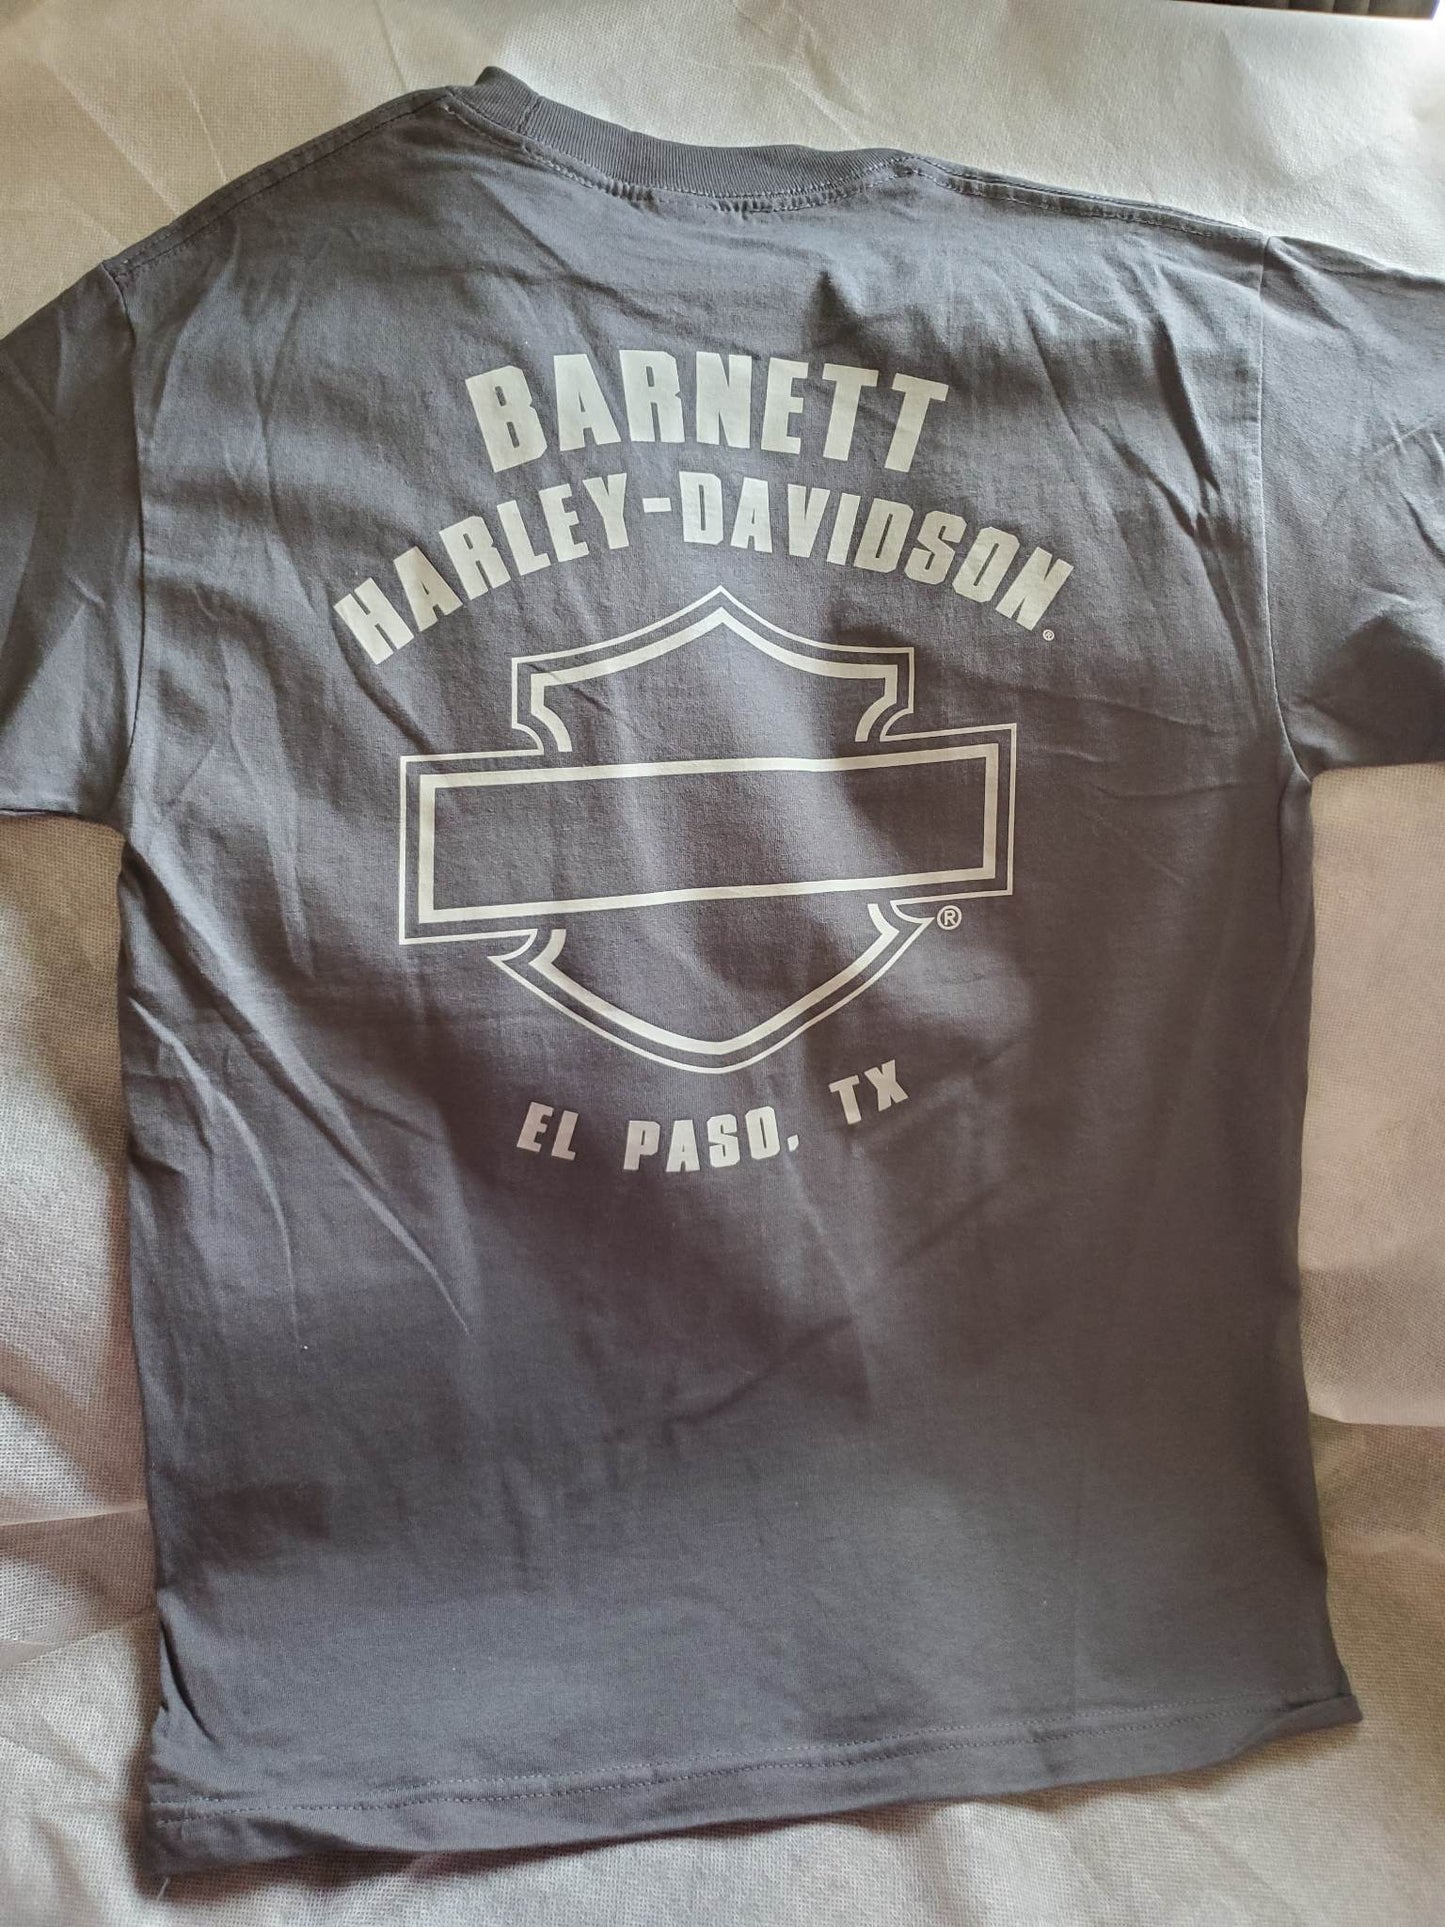 BARNETT
HARLEY-DAVIDSON®
®
EL PASO, TX